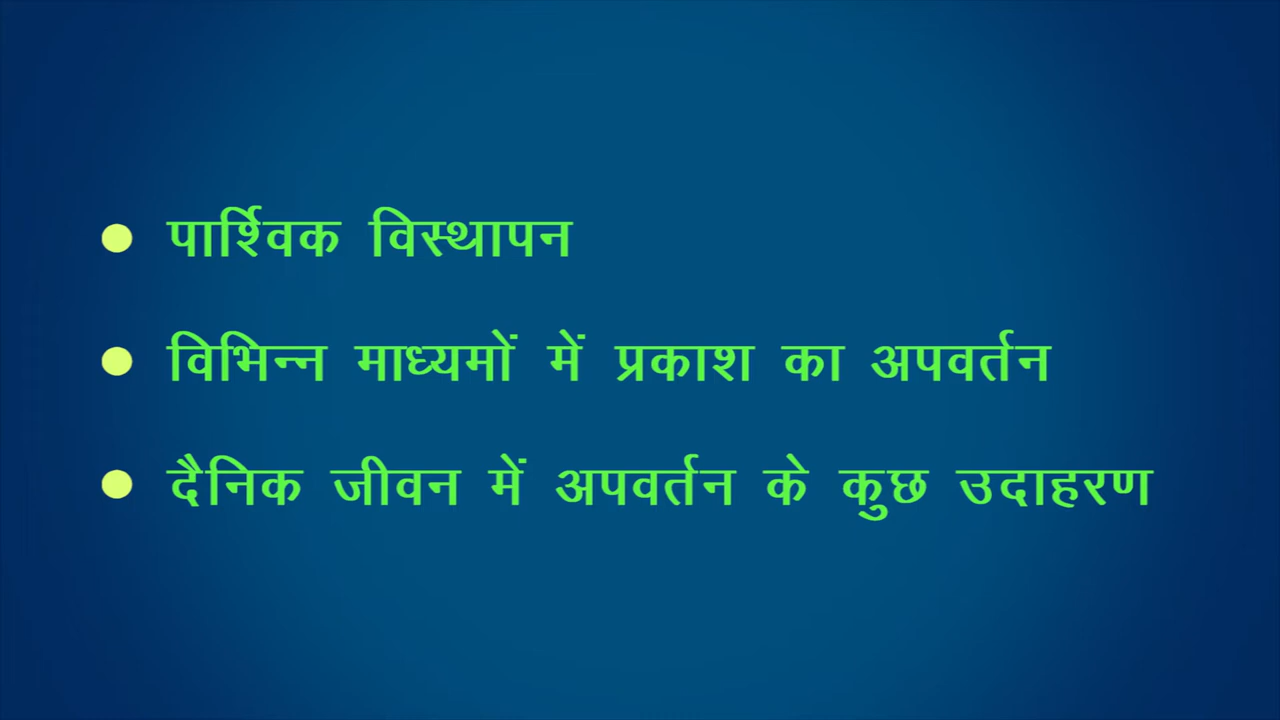 पार्श्विक विस्थापन
विभिन्न माध्यमों में प्रकाश का अपवर्तन
दैनिक जीवन में अपवर्तन के कुछ उदाहरण